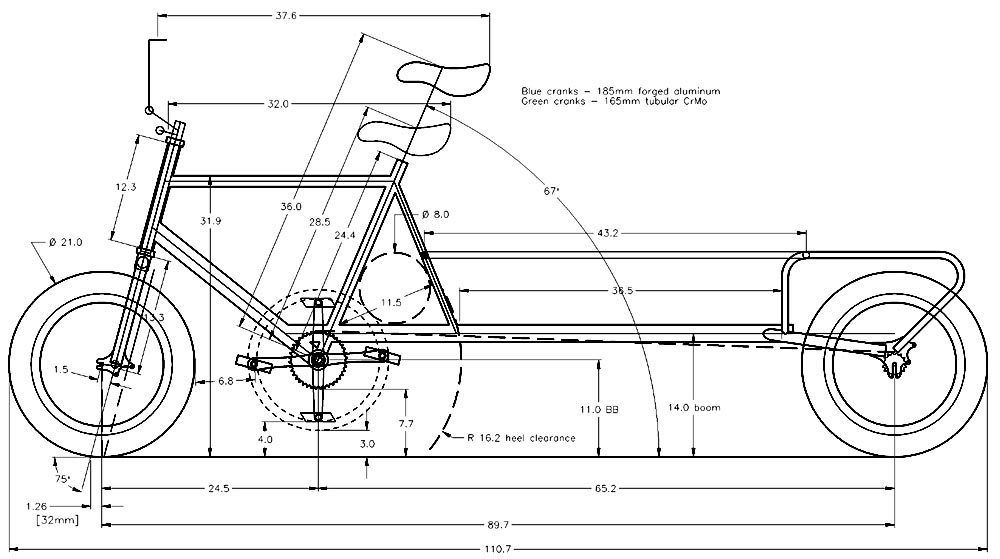 37.6
Blue cranks – 185mm forged aluminum
Green cranks – 165mm tubular CrMo
32.0
12.3
67°
36.0
31.9
28.5
Ø 8.0
24.4
43.2
Ø 21.0
36.5
11.5
1.5
6.8
11.0 BB
14.0 boom
7.7
4.0
3.0
R 16.2 heel clearance
75°
24.5
65.2
1.26
[32mm]
89.7
110.7